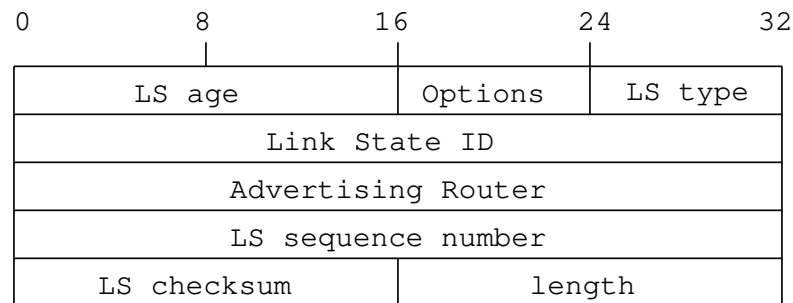 0 8 16 24 32
LS age Options LS type
Link State ID
Advertising Router
LS sequence number
LS checksum length